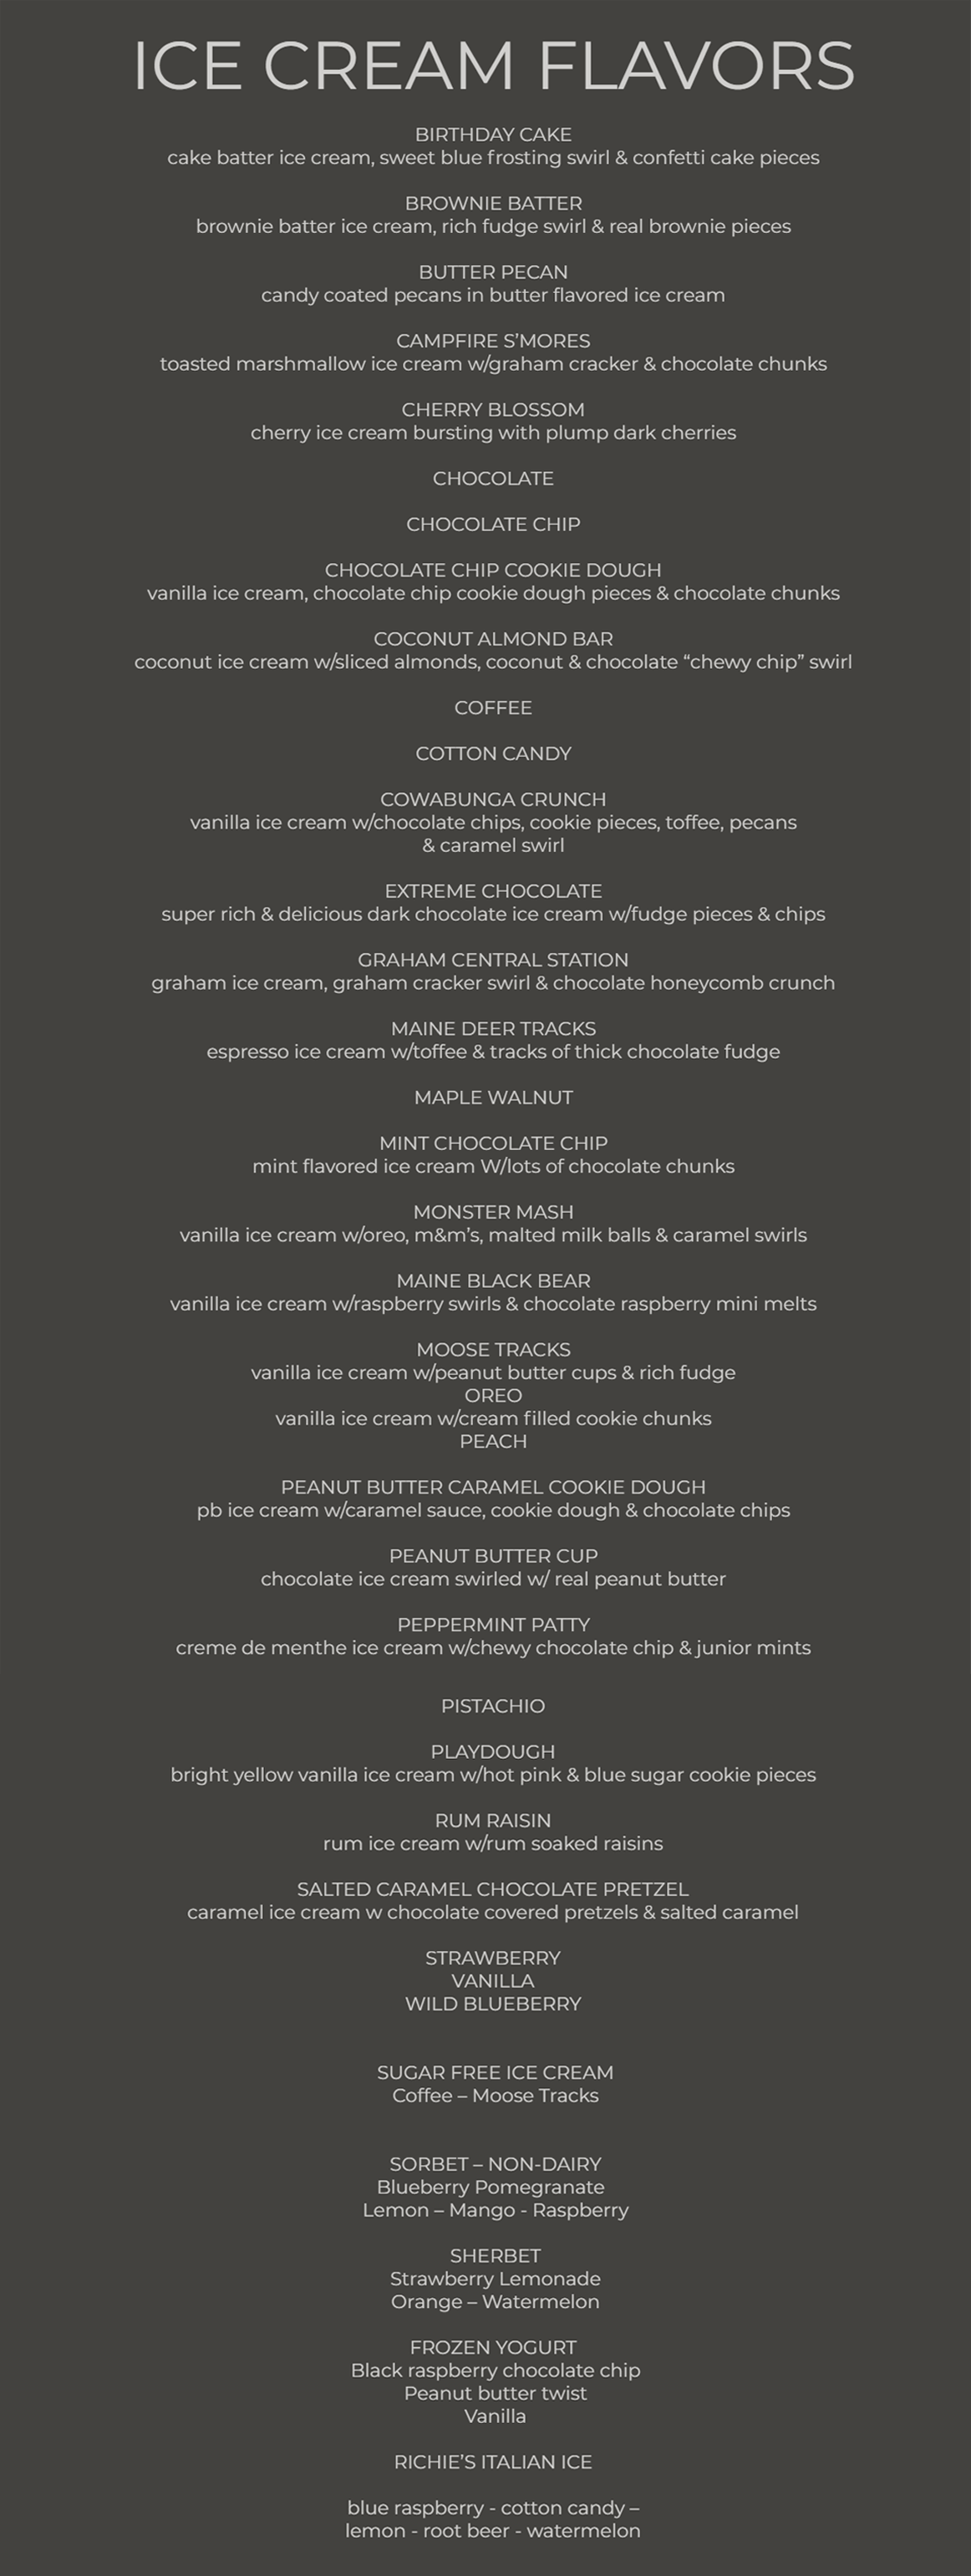 ICE CREAM FLAVORS
BIRTHDAY CAKE
cake batter ice cream, sweet blue frosting swirl & confetti cake pieces
BROWNIE BATTER
brownie batter ice cream, rich fudge swirl & real brownie pieces
BUTTER PECAN
candy coated pecans in butter flavored ice cream
CAMPFIRE S’MORES
toasted marshmallow ice cream w/graham cracker & chocolate chunks
CHERRY BLOSSOM
cherry ice cream bursting with plump dark cherries
CHOCOLATE
CHOCOLATE CHIP
CHOCOLATE CHIP COOKIE DOUGH
vanilla ice cream, chocolate chip cookie dough pieces & chocolate chunks
COCONUT ALMOND BAR
coconut ice cream w/sliced almonds, coconut & chocolate “chewy chip” swirl
COFFEE
COTTON CANDY
COWABUNGA CRUNCH
vanilla ice cream w/chocolate chips, cookie pieces, toffee, pecans
& caramel swirl
EXTREME CHOCOLATE
super rich & delicious dark chocolate ice cream w/fudge pieces & chips
GRAHAM CENTRAL STATION
graham ice cream, graham cracker swirl & chocolate honeycomb crunch
MAINE DEER TRACKS
espresso ice cream w/toffee & tracks of thick chocolate fudge
MAPLE WALNUT
MINT CHOCOLATE CHIP
mint flavored ice cream W/lots of chocolate chunks
MONSTER MASH
vanilla ice cream w/oreo, m&m’s, malted milk balls & caramel swirls
MAINE BLACK BEAR
vanilla ice cream w/raspberry swirls & chocolate raspberry mini melts
MOOSE TRACKS
vanilla ice cream w/peanut butter cups & rich fudge
OREO
vanilla ice cream w/cream filled cookie chunks
PEACH
PEANUT BUTTER CARAMEL COOKIE DOUGH
pb ice cream w/caramel sauce, cookie dough & chocolate chips
PEANUT BUTTER CUP
chocolate ice cream swirled w/ real peanut butter
PEPPERMINT PATTY
creme de menthe ice cream w/chewy chocolate chip & junior mints
PISTACHIO
PLAYDOUGH
bright yellow vanilla ice cream w/hot pink & blue sugar cookie pieces
RUM RAISIN
rum ice cream w/rum soaked raisins
SALTED CARAMEL CHOCOLATE PRETZEL
caramel ice cream w chocolate covered pretzels & salted caramel
STRAWBERRY
VANILLA
WILD BLUEBERRY
SUGAR FREE ICE CREAM
Coffee – Moose Tracks
SORBET – NON-DAIRY
Blueberry Pomegranate
Lemon – Mango - Raspberry
SHERBET
Strawberry Lemonade
Orange – Watermelon
FROZEN YOGURT
Black raspberry chocolate chip
Peanut butter twist
Vanilla
RICHIE’S ITALIAN ICE
blue raspberry - cotton candy –
lemon - root beer - watermelon